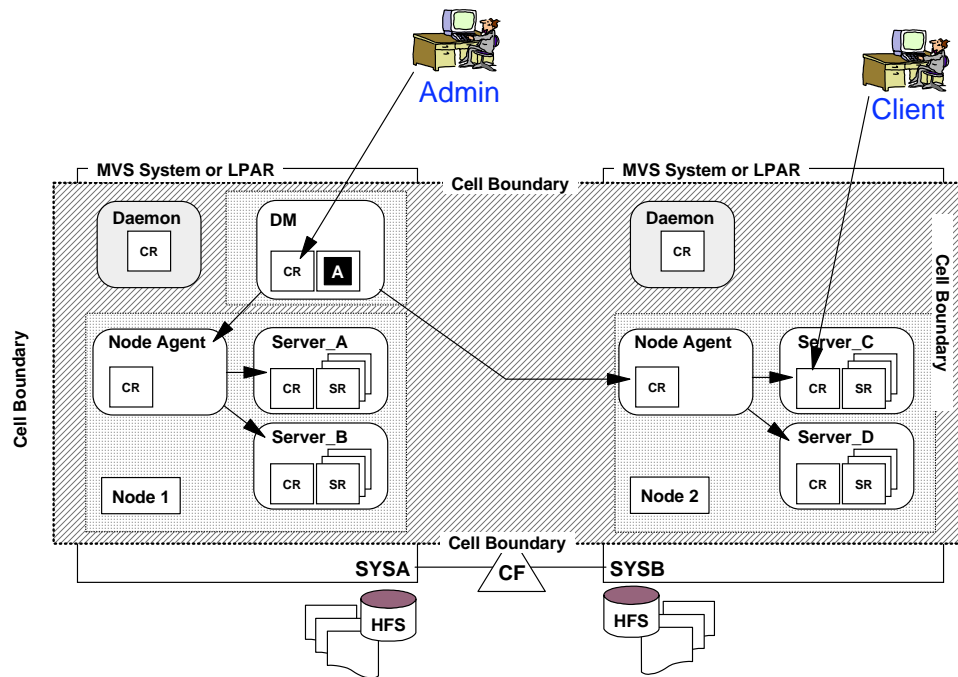 Admin
Client
MVS System or LPAR
MVS System or LPAR
Cell Boundary
Daemon
CR
DM
CR
A
Daemon
CR
Cell Boundary
Cell Boundary
Node Agent
CR
Server_A
CR
SR
Server_B
CR
SR
Node 1
Node Agent
CR
Server_C
CR
SR
Server_D
CR
SR
Node 2
Cell Boundary
SYSA
CF
SYSB
HFS
HFS